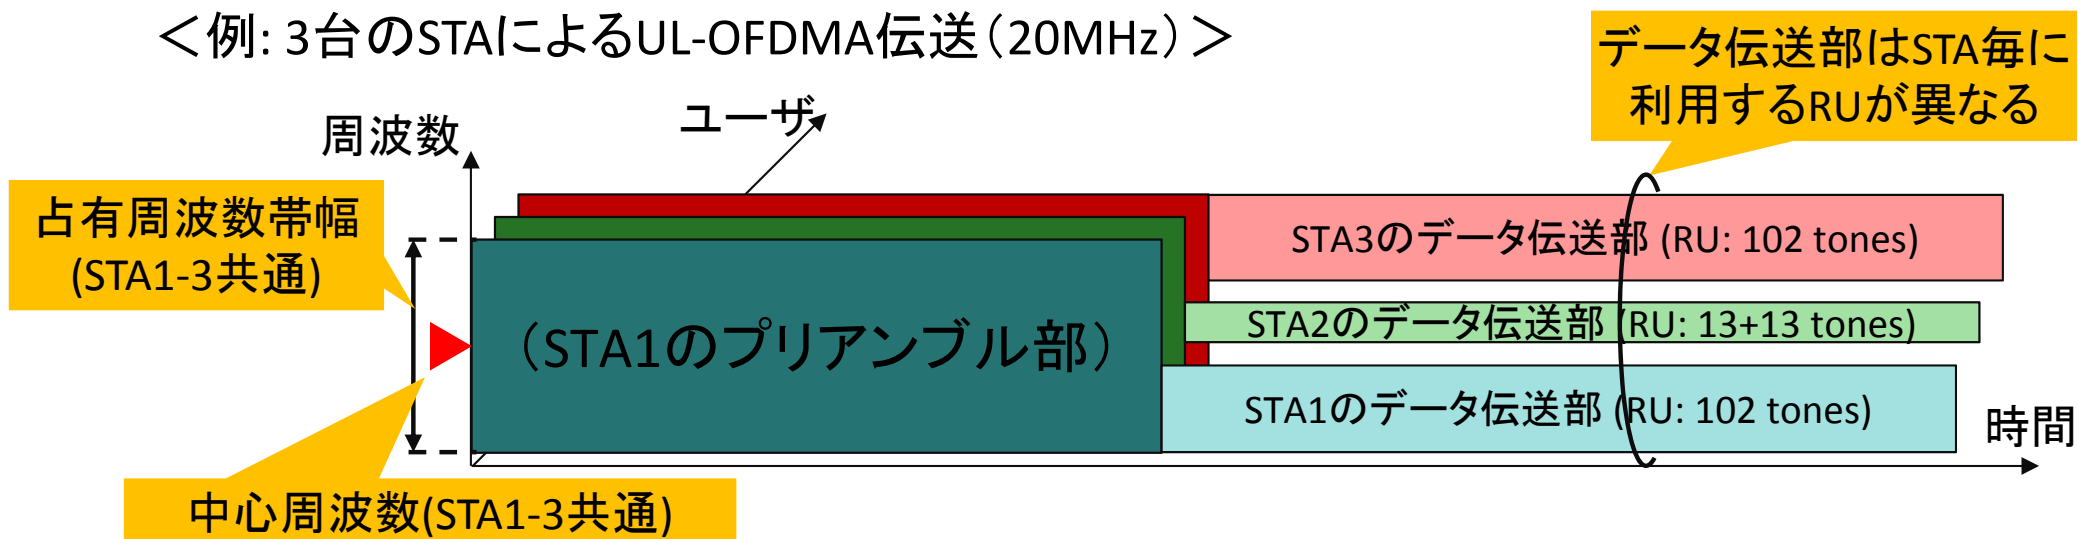 ＜例: 3台のSTAによるUL-OFDMA伝送（20MHz）＞
データ伝送部はSTA毎に
利用するRUが異なる
ユーザ
周波数
占有周波数帯幅
(STA1-3共通)
STA3のデータ伝送部 (RU: 102 tones)
STA2のデータ伝送部 (RU: 13+13 tones)
（STA1のプリアンブル部）
STA1のデータ伝送部 (RU: 102 tones)
時間
中心周波数(STA1-3共通)